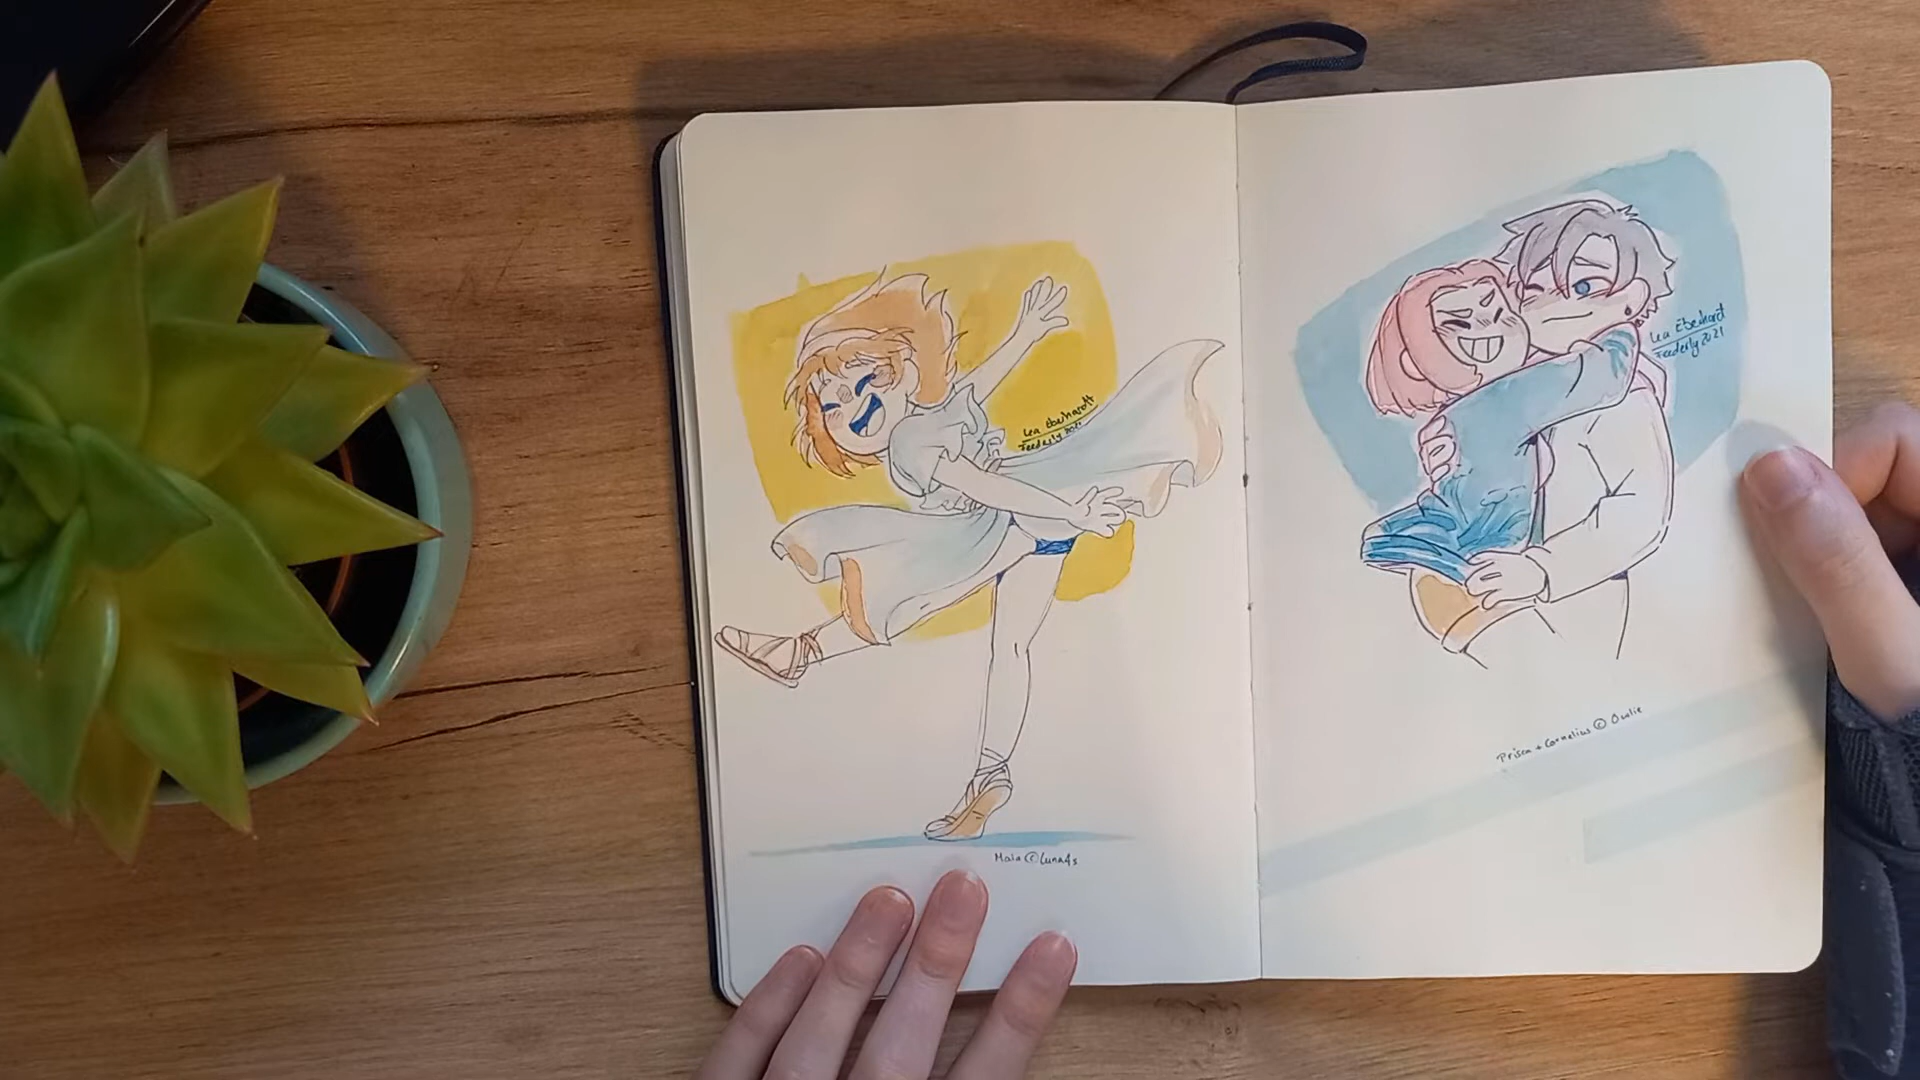 Lea Eberhardt
Feederly 2021
Maia © Luna4s
Lea Eberhardt
Feederly 2021
Prisca + Cornelius © Owlie